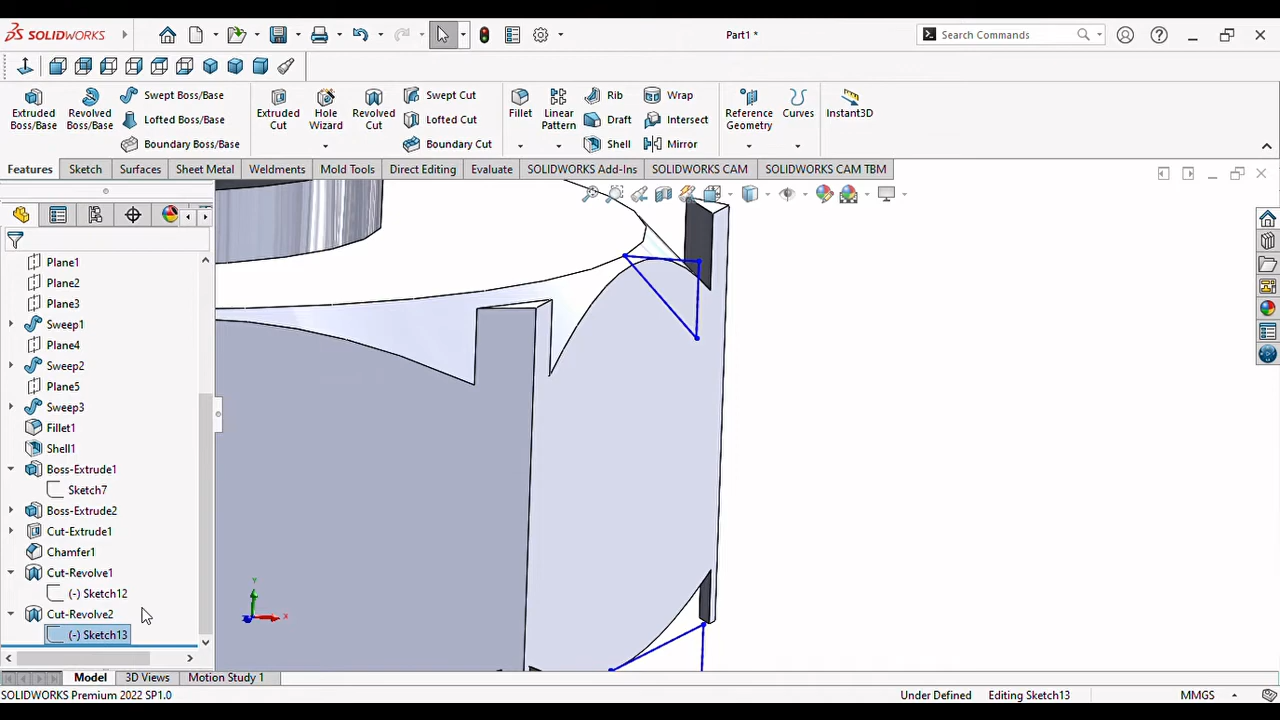 SOLIDWORKS
Part1 *
Search Commands
Extruded Boss/Base
Revolved Boss/Base
Swept Boss/Base
Lofted Boss/Base
Boundary Boss/Base
Extruded Cut
Hole Wizard
Revolved Cut
Swept Cut
Lofted Cut
Boundary Cut
Fillet
Linear Pattern
Rib
Draft
Shell
Wrap
Intersect
Mirror
Reference Geometry
Curves
Instant3D
Features
Sketch
Surfaces
Sheet Metal
Weldments
Mold Tools
Direct Editing
Evaluate
SOLIDWORKS Add-Ins
SOLIDWORKS CAM
SOLIDWORKS CAM TBM
Plane1
Plane2
Plane3
Sweep1
Plane4
Sweep2
Plane5
Sweep3
Fillet1
Shell1
Boss-Extrude1
Sketch7
Boss-Extrude2
Cut-Extrude1
Chamfer1
Cut-Revolve1
(-) Sketch12
Cut-Revolve2
(-) Sketch13
Y
X
Model
3D Views
Motion Study 1
SOLIDWORKS Premium 2022 SP1.0
Under Defined
Editing Sketch13
MMGS